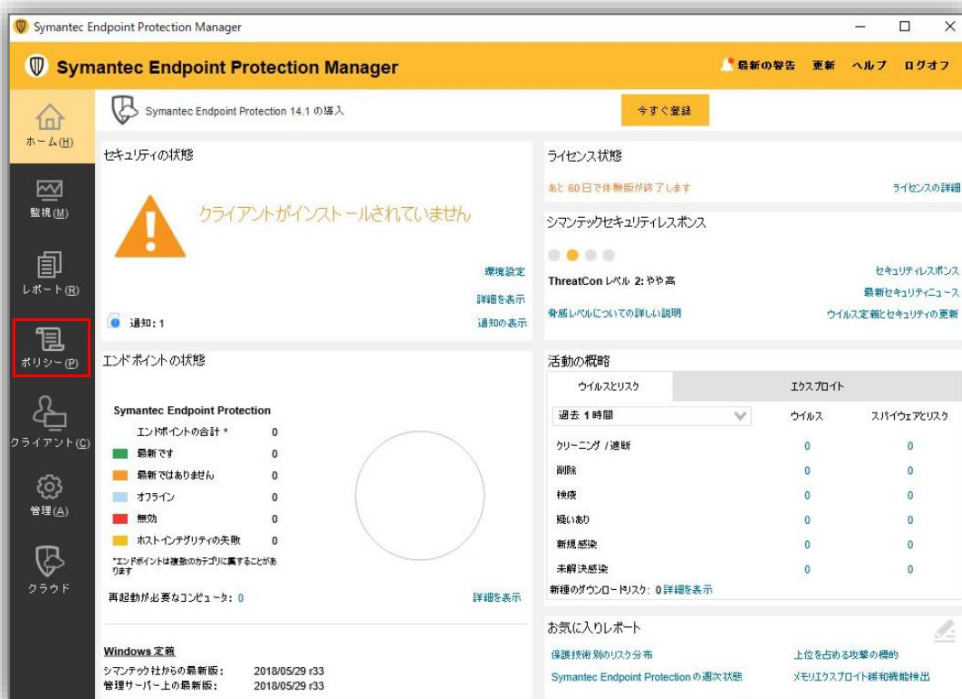 Symantec Endpoint Protection Manager
Symantec Endpoint Protection Manager
最新の警告 更新 ヘルプ ログオフ
ホーム(H)
監視(M)
レポート(R)
ポリシー(P)
クライアント(C)
管理(A)
クラウド
Symantec Endpoint Protection 14.1 の導入
今すぐ登録
セキュリティの状態
クライアントがインストールされていません
環境設定
詳細を表示
通知: 1
通知の表示
ライセンス状態
あと 60 日で体験版が終了します
ライセンスの詳細
シマンテックセキュリティレスポンス
ThreatCon レベル 2: やや高
セキュリティレスポンス
最新セキュリティニュース
脅威レベルについての詳しい説明
ウイルス定義とセキュリティの更新
エンドポイントの状態
Symantec Endpoint Protection
エンドポイントの合計 * 0
最新です 0
最新ではありません 0
オフライン 0
無効 0
ホストインテグリティの失敗 0
*エンドポイントは複数のカテゴリに属することがあ
ります
再起動が必要なコンピュータ: 0
詳細を表示
Windows 定義
シマンテック社からの最新版: 2018/05/29 r33
管理サーバー上の最新版: 2018/05/29 r33
活動の概略
ウイルスとリスク エクスプロイト
過去 1 時間 ウイルス スパイウェアとリスク
クリーニング / 遮断 0 0
削除 0 0
検疫 0 0
疑いあり 0 0
新規感染 0 0
未解決感染 0 0
新種のダウンロードリスク: 0 詳細を表示
お気に入りレポート
保護技術別のリスク分布 上位を占める攻撃の標的
Symantec Endpoint Protection の週次状態 メモリエクスプロイト緩和機能検出